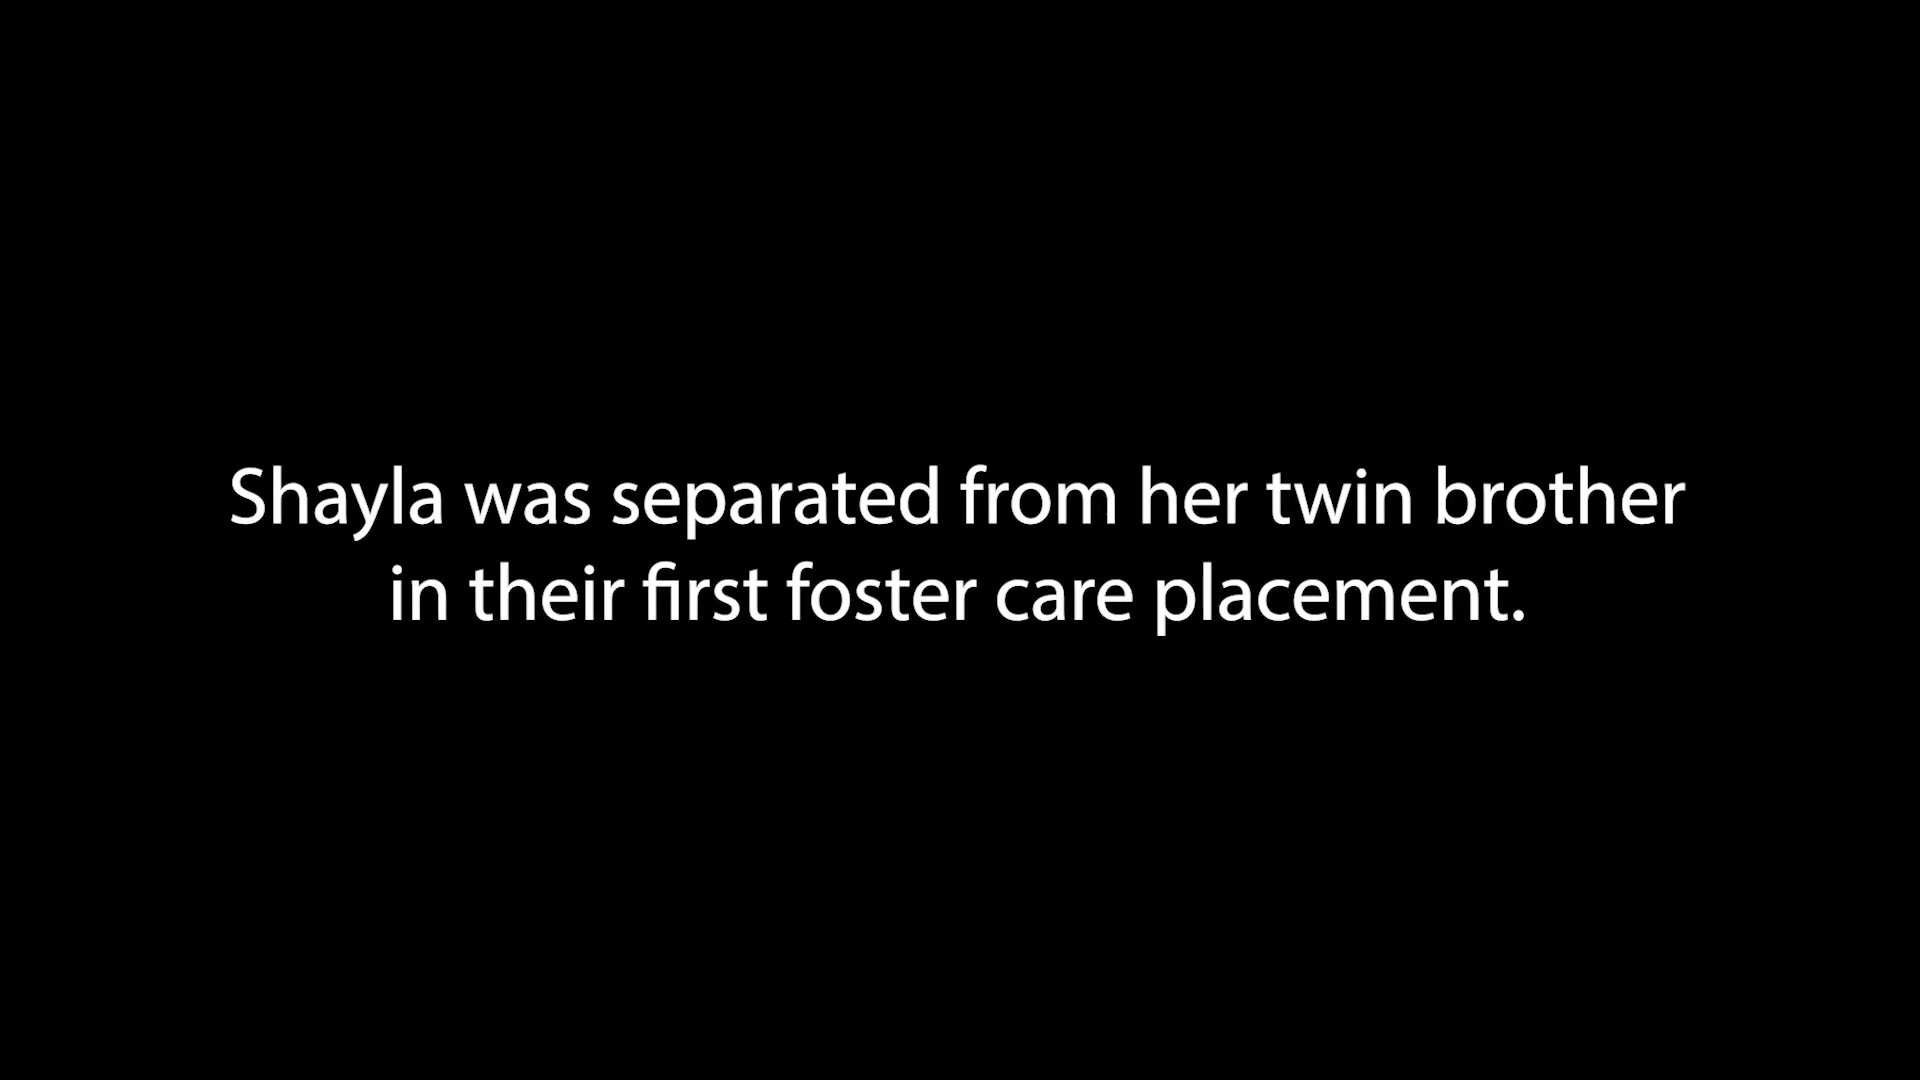 Shayla was separated from her twin brother
in their first foster care placement.